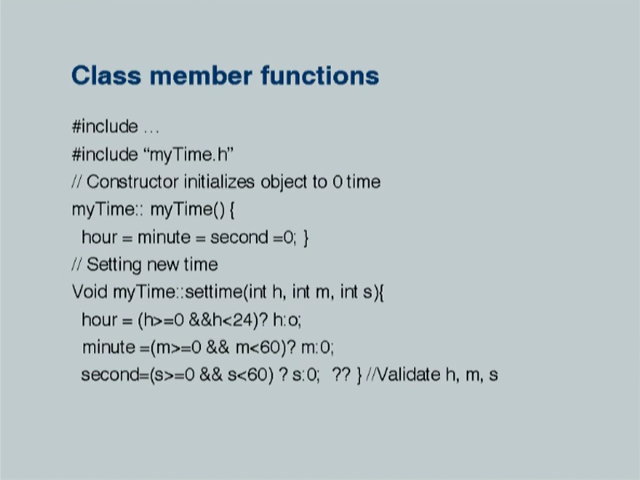 Class member functions
#include …
#include “myTime.h”
// Constructor initializes object to 0 time
myTime:: myTime() {
hour = minute = second =0; }
// Setting new time
Void myTime::settime(int h, int m, int s){
hour = (h>=0 &&h<24)? h:o;
minute =(m>=0 && m<60)? m:0;
second=(s>=0 && s<60) ? s:0; ?? } //Validate h, m, s